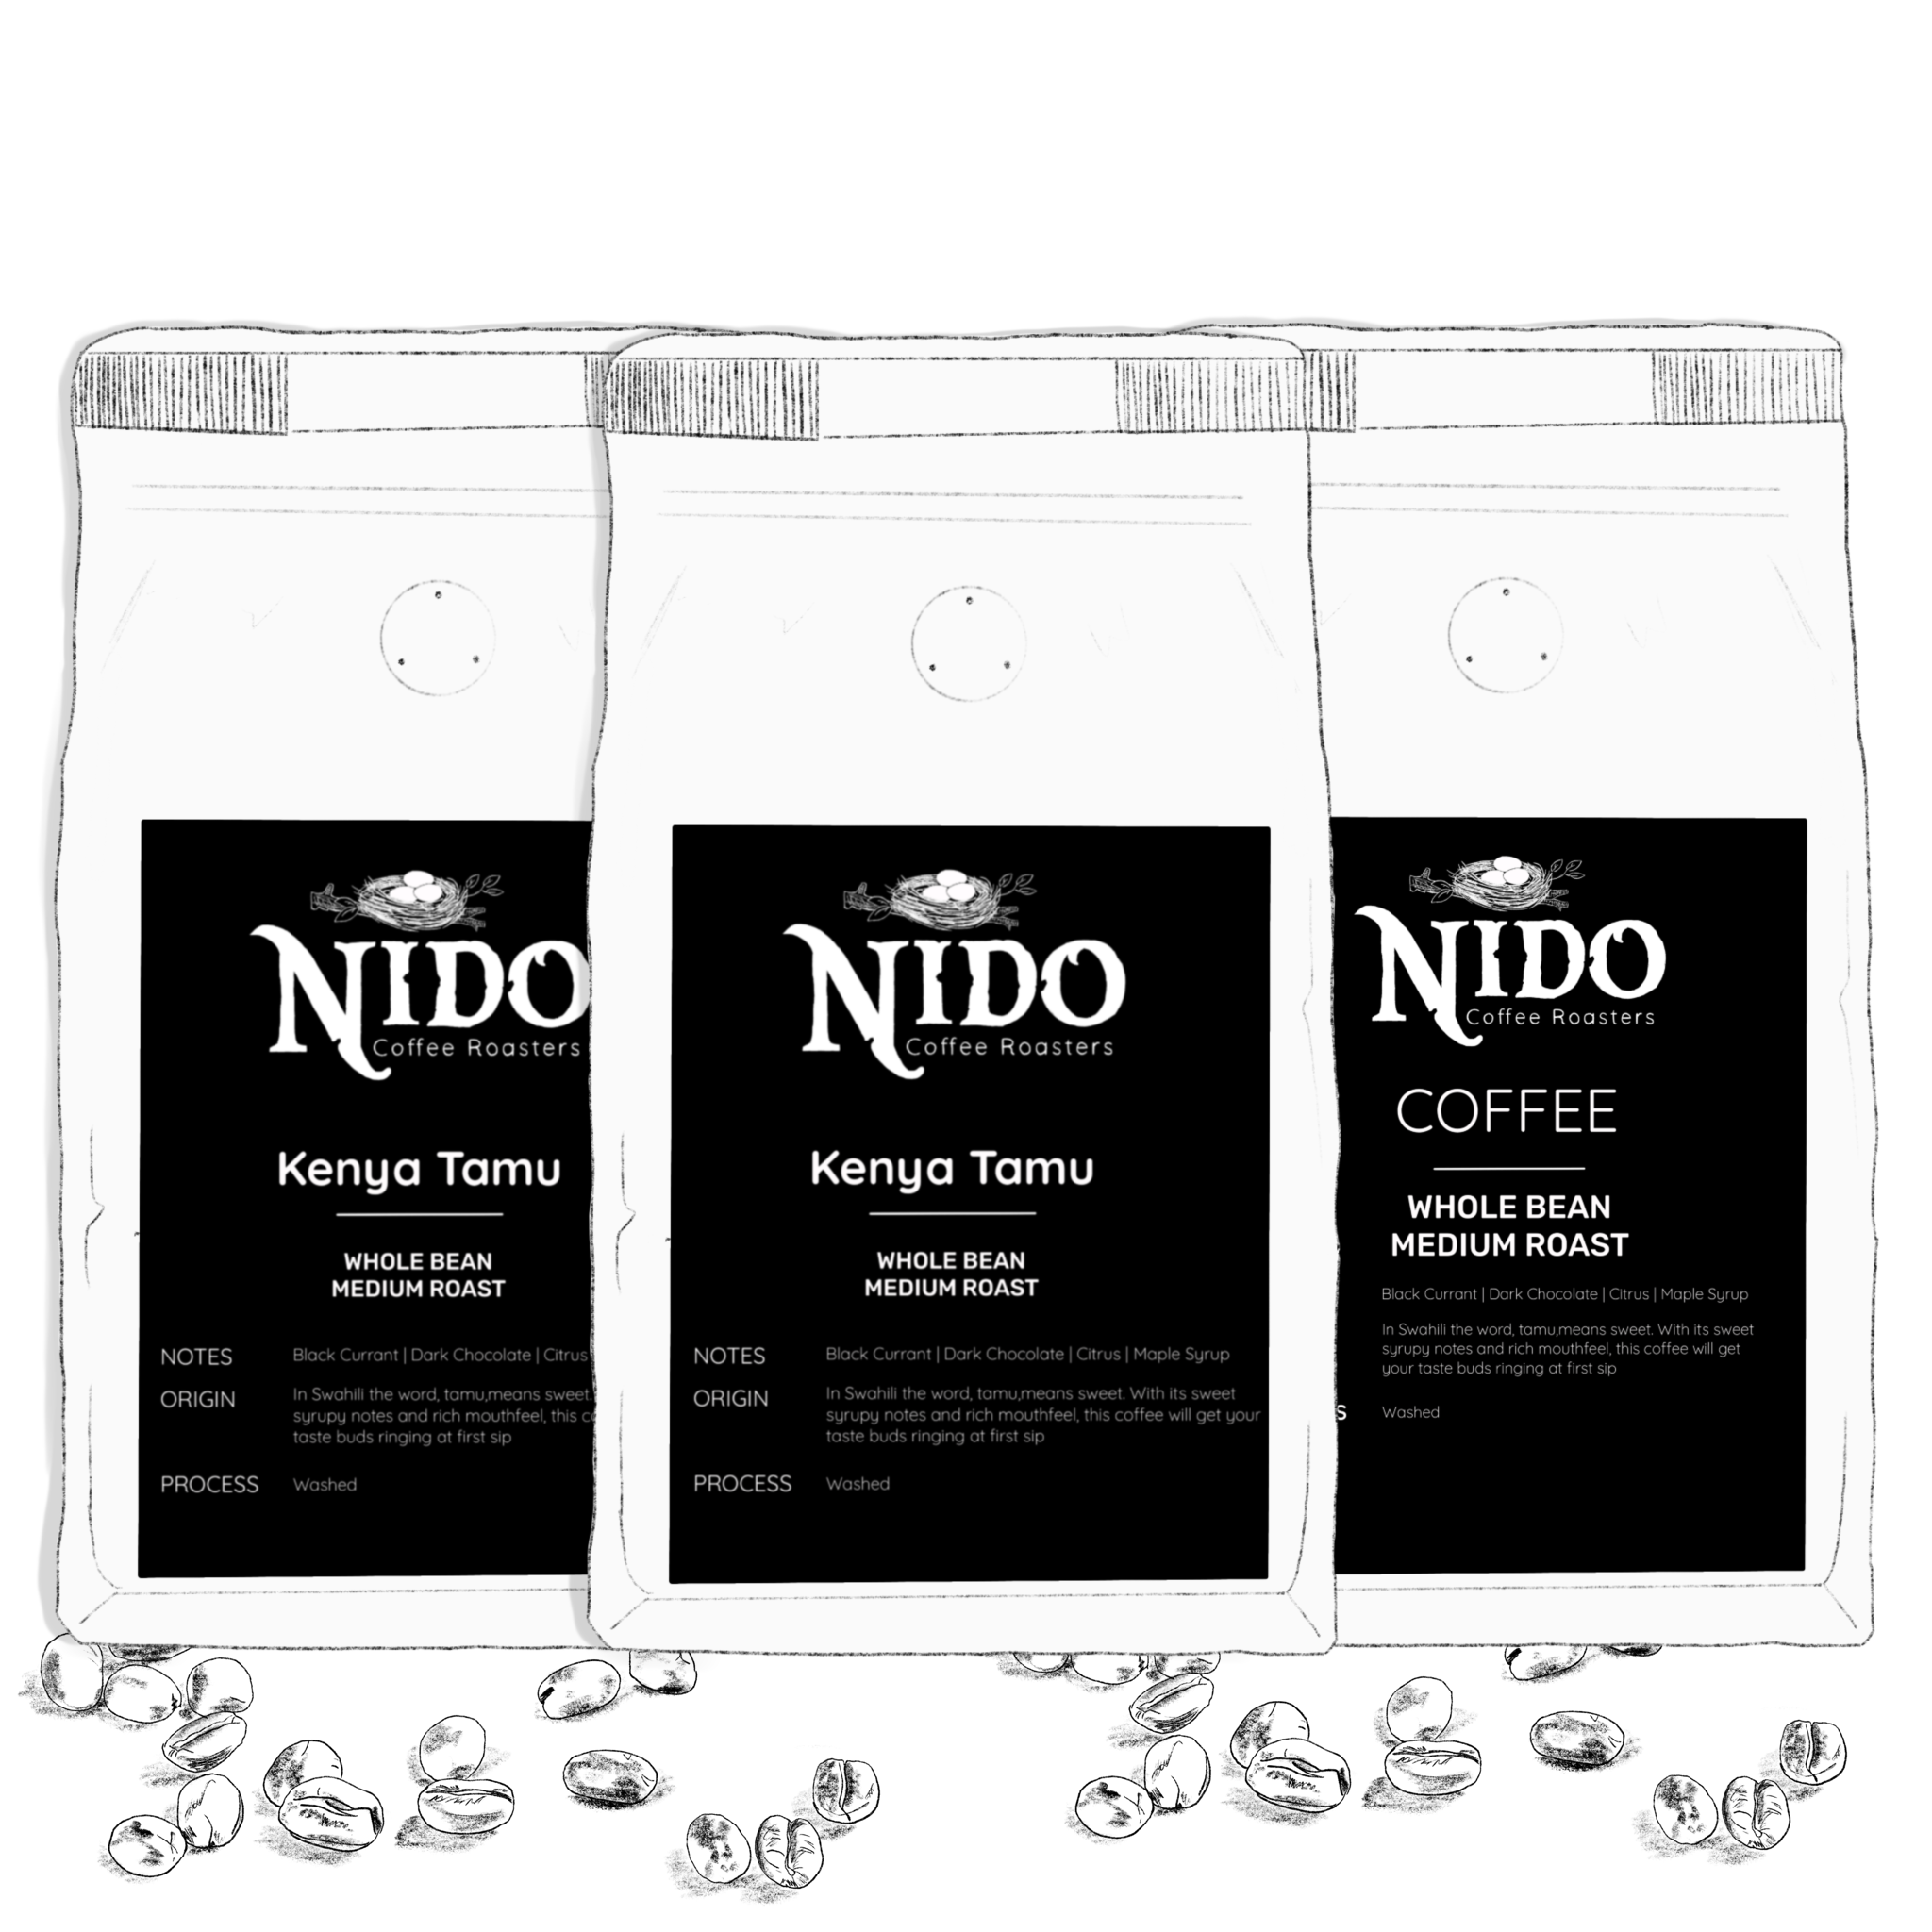 NIDO
Coffee Roasters
Kenya Tamu
WHOLE BEAN
MEDIUM ROAST
NOTES Black Currant | Dark Chocolate | Citrus
ORIGIN In Swahili the word, tamu,means sweet.
syrupy notes and rich mouthfeel, this
taste buds ringing at first sip
PROCESS Washed
NIDO
Coffee Roasters
Kenya Tamu
WHOLE BEAN
MEDIUM ROAST
NOTES Black Currant | Dark Chocolate | Citrus | Maple Syrup
ORIGIN In Swahili the word, tamu,means sweet. With its sweet
syrupy notes and rich mouthfeel, this coffee will get your
taste buds ringing at first sip
PROCESS Washed
NIDO
Coffee Roasters
COFFEE
WHOLE BEAN
MEDIUM ROAST
Black Currant | Dark Chocolate | Citrus | Maple Syrup
In Swahili the word, tamu,means sweet. With its sweet
syrupy notes and rich mouthfeel, this coffee will get
your taste buds ringing at first sip
Washed